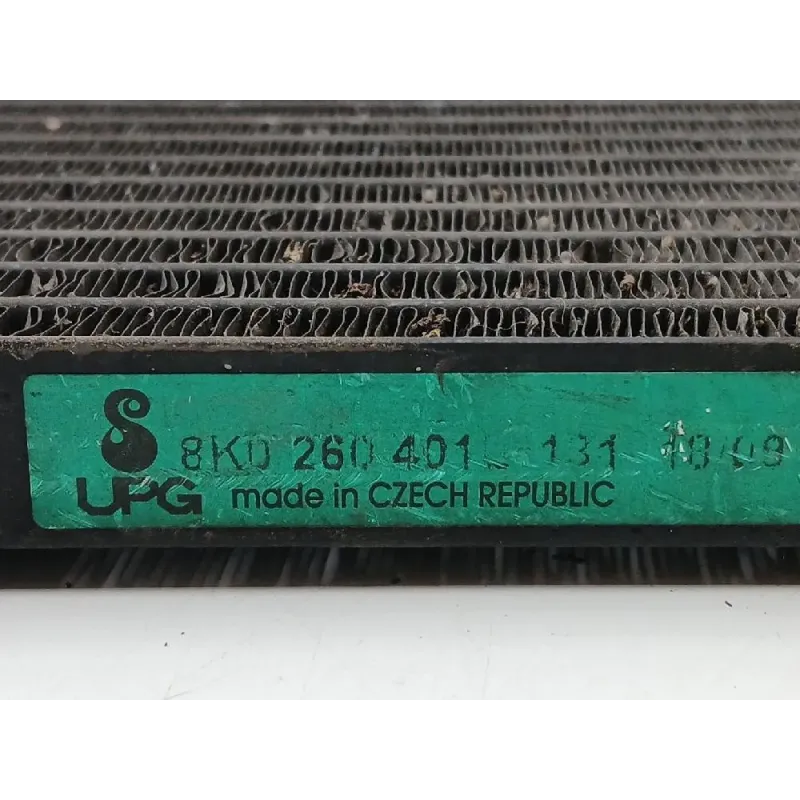 8K0 260 401 131
UPG made in CZECH REPUBLIC